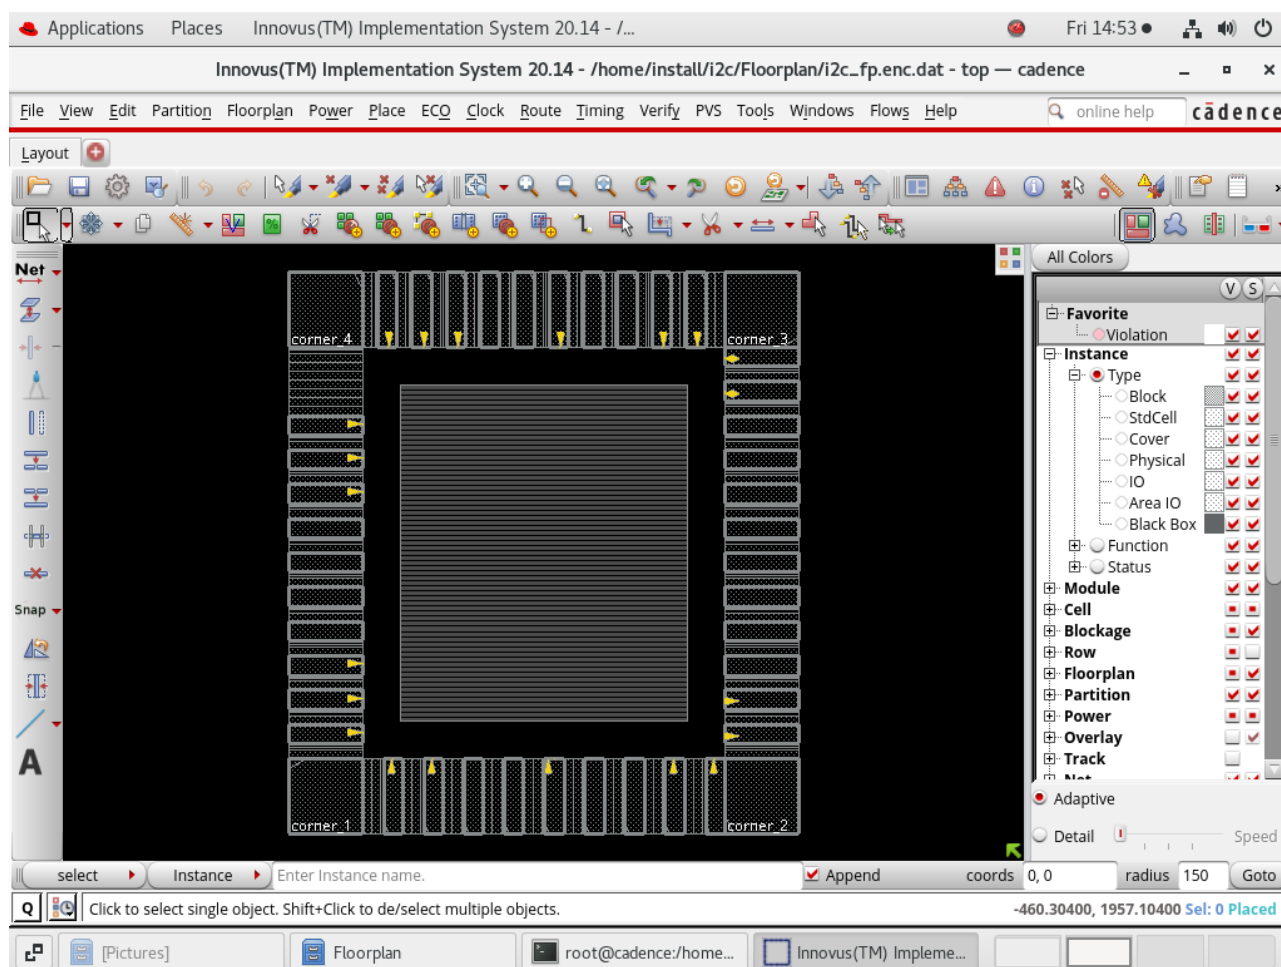 Applications Places Innovus(TM) Implementation System 20.14 - /... Fri 14:53
Innovus(TM) Implementation System 20.14 - /home/install/i2c/Floorplan/i2c_fp.enc.dat - top — cadence
File View Edit Partition Floorplan Power Place ECO Clock Route Timing Verify PVS Tools Windows Flows Help online help cādence
Layout
All Colors
Net
V S
Favorite
Violation
corner_4 corner_3
Instance
Type
Block
StdCell
Cover
Physical
IO
Area IO
Black Box
Function
Status
Module
Snap
Cell
Blockage
Row
Floorplan
Partition
Power
Overlay
Track
A
Net
Adaptive
corner_1 corner_2
Detail Speed
select Instance Enter Instance name. Append coords 0, 0 radius 150 Goto
Q Click to select single object. Shift+Click to de/select multiple objects. -460.30400, 1957.10400 Sel: 0 Placed
[Pictures] Floorplan root@cadence:/home... Innovus(TM) Impleme...